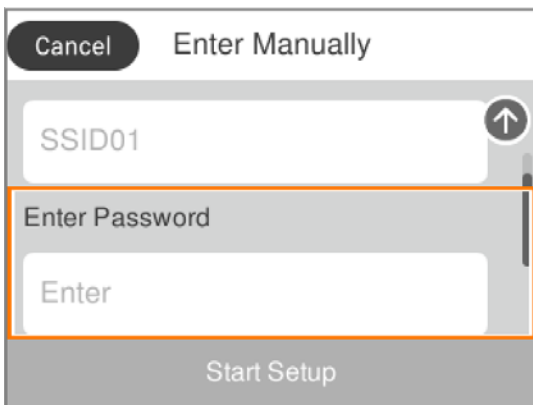 Cancel Enter Manually
SSID01
Enter Password
Enter
Start Setup